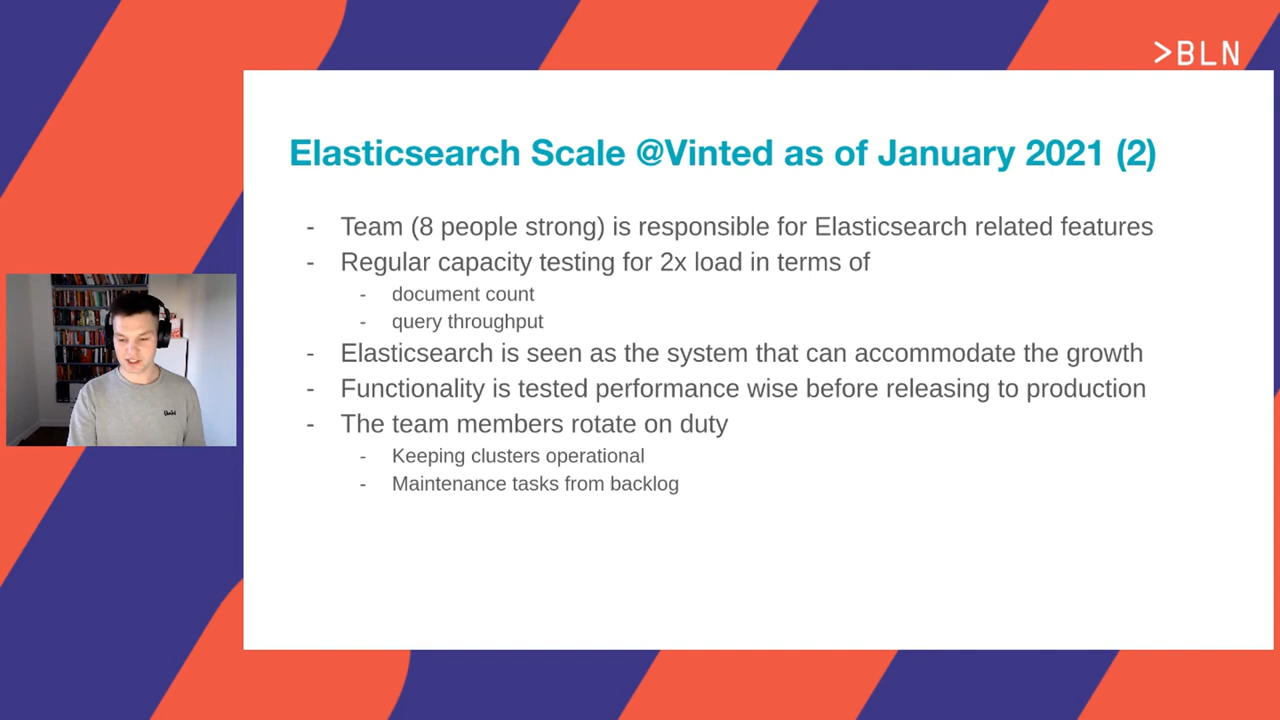 >BLN
Elasticsearch Scale @Vinted as of January 2021 (2)
- Team (8 people strong) is responsible for Elasticsearch related features
- Regular capacity testing for 2x load in terms of
- document count
- query throughput
- Elasticsearch is seen as the system that can accommodate the growth
- Functionality is tested performance wise before releasing to production
- The team members rotate on duty
- Keeping clusters operational
- Maintenance tasks from backlog